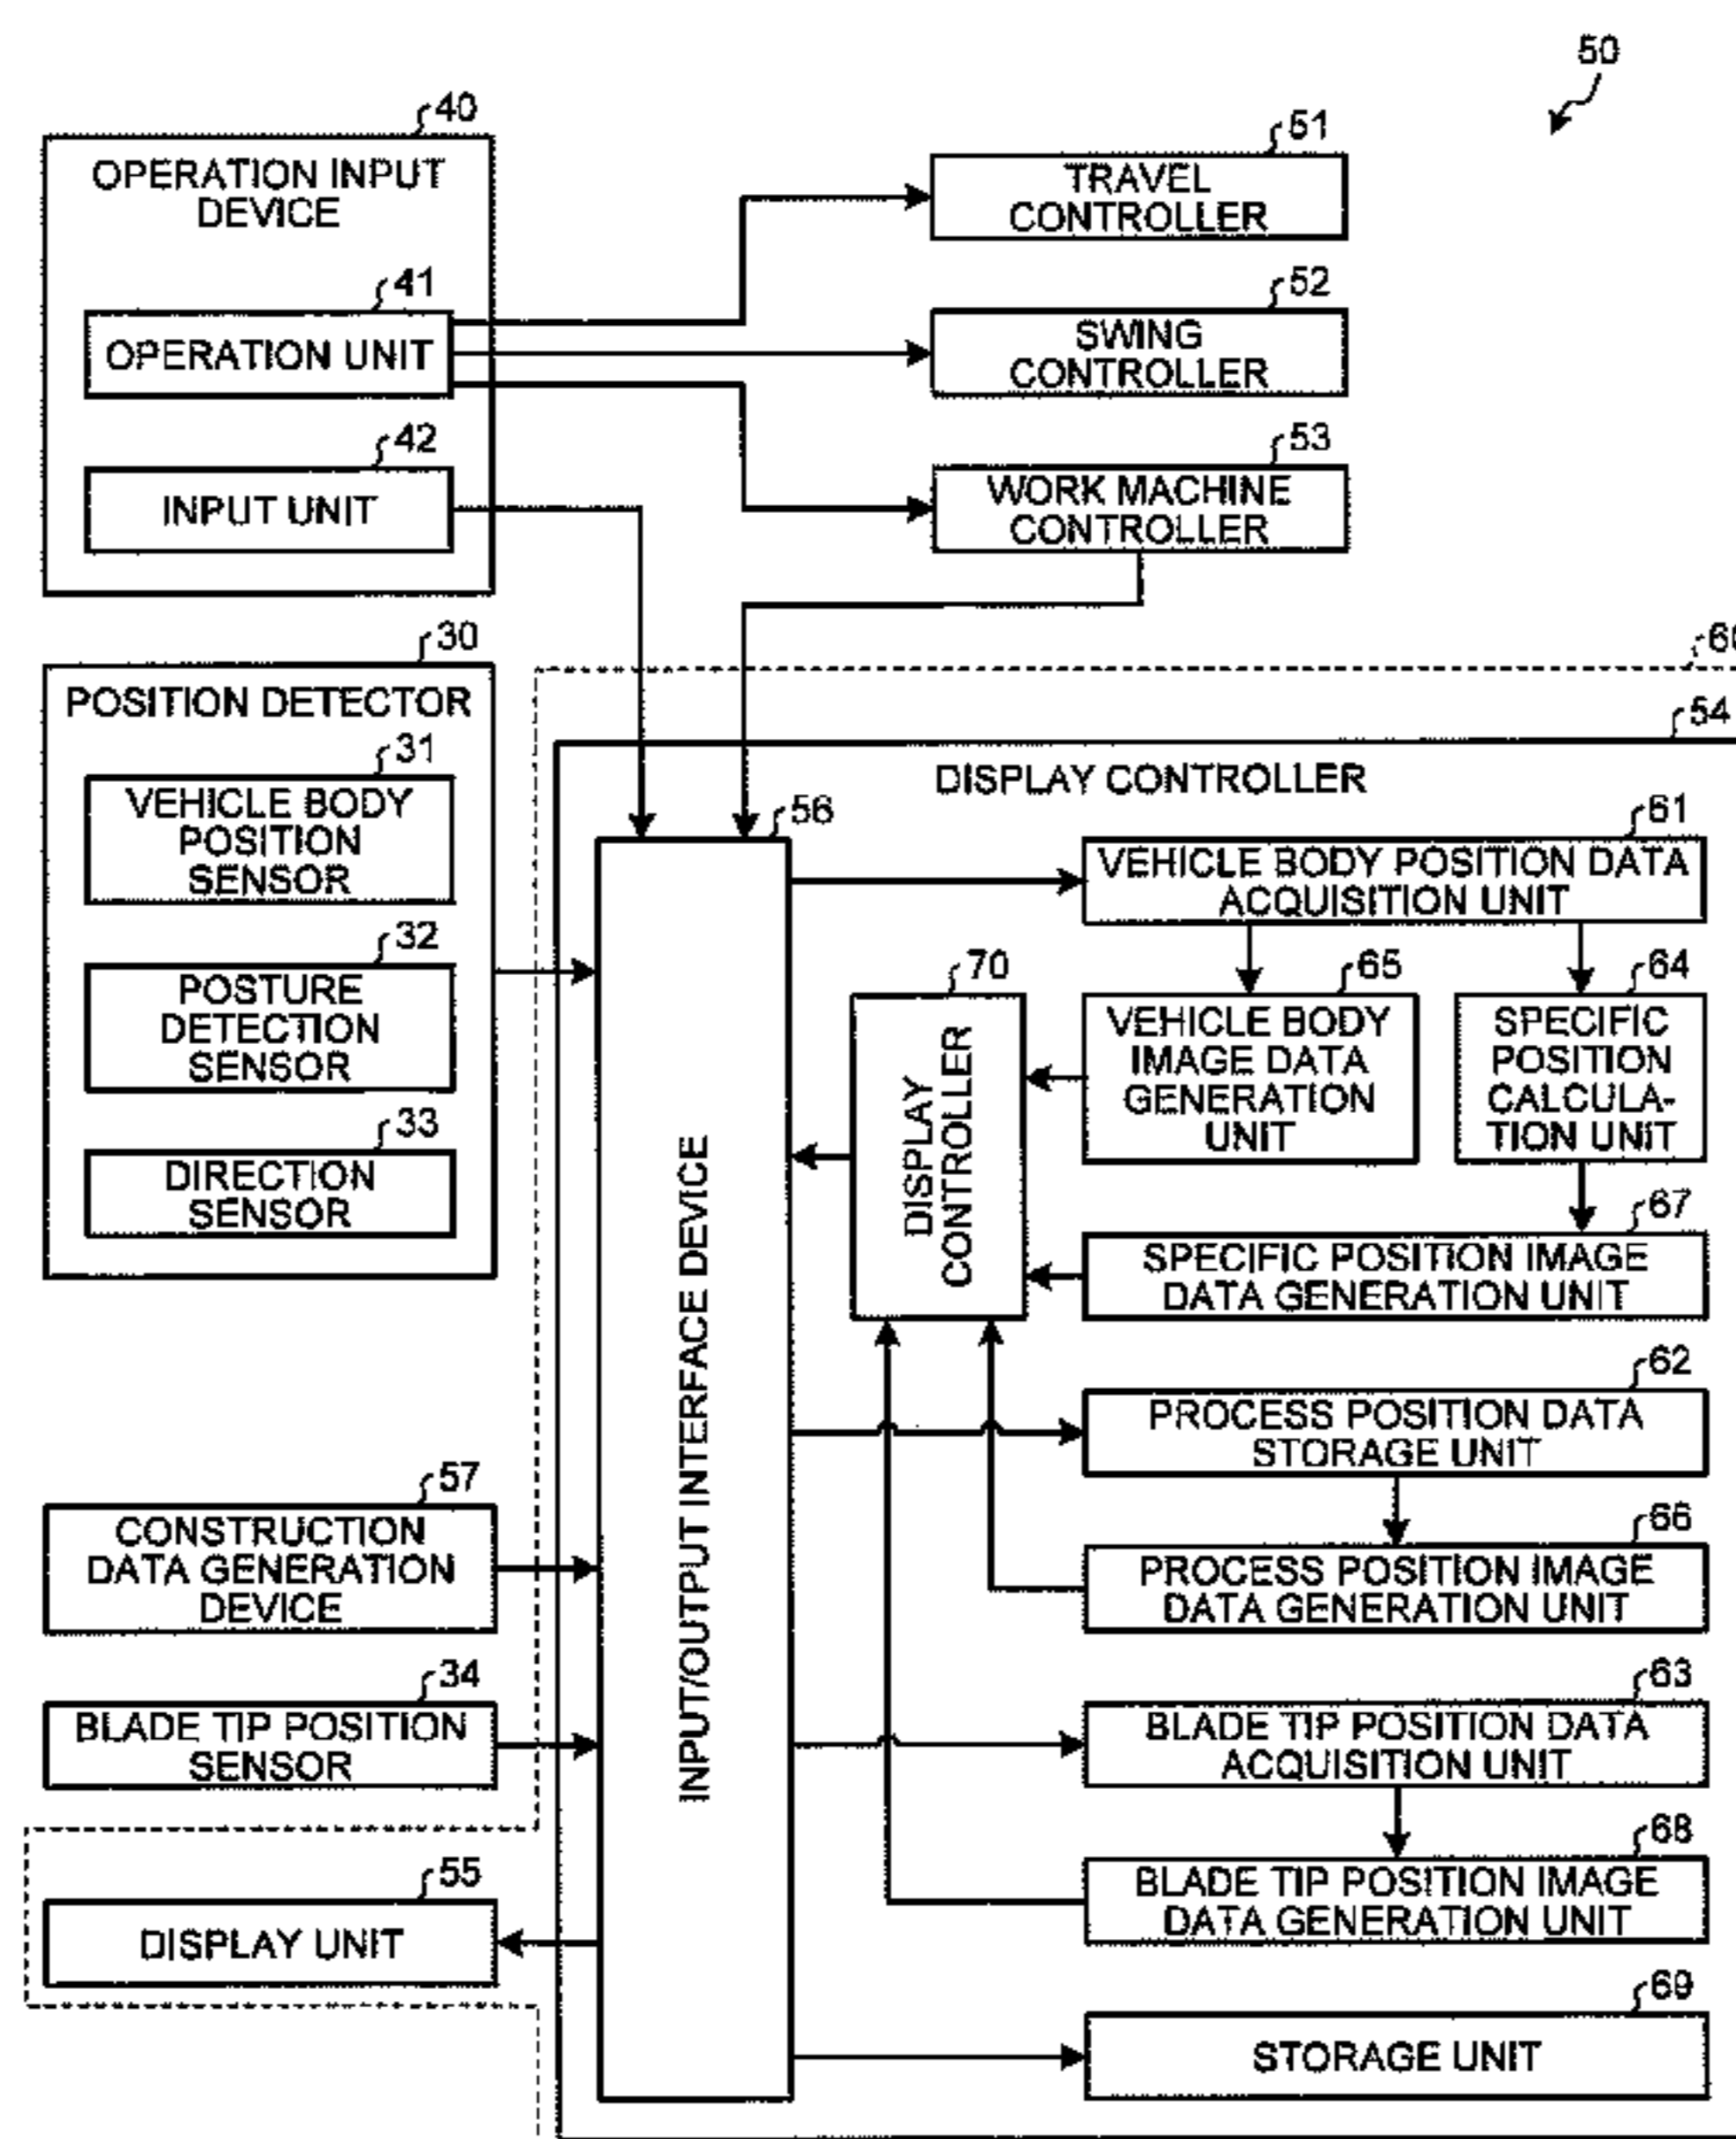 50
40
OPERATION INPUT
DEVICE
41
OPERATION UNIT
42
INPUT UNIT
51
TRAVEL
CONTROLLER
52
SWING
CONTROLLER
53
WORK MACHINE
CONTROLLER
30
POSITION DETECTOR
31
VEHICLE BODY
POSITION
SENSOR
32
POSTURE
DETECTION
SENSOR
33
DIRECTION
SENSOR
57
CONSTRUCTION
DATA GENERATION
DEVICE
34
BLADE TIP POSITION
SENSOR
55
DISPLAY UNIT
54
DISPLAY CONTROLLER
56
INPUT/OUTPUT INTERFACE DEVICE
61
VEHICLE BODY POSITION DATA
ACQUISITION UNIT
70
DISPLAY
CONTROLLER
65
VEHICLE BODY
IMAGE DATA
GENERATION
UNIT
64
SPECIFIC
POSITION
CALCULA-
TION UNIT
67
SPECIFIC POSITION IMAGE
DATA GENERATION UNIT
62
PROCESS POSITION DATA
STORAGE UNIT
66
PROCESS POSITION IMAGE
DATA GENERATION UNIT
63
BLADE TIP POSITION DATA
ACQUISITION UNIT
68
BLADE TIP POSITION IMAGE
DATA GENERATION UNIT
69
STORAGE UNIT